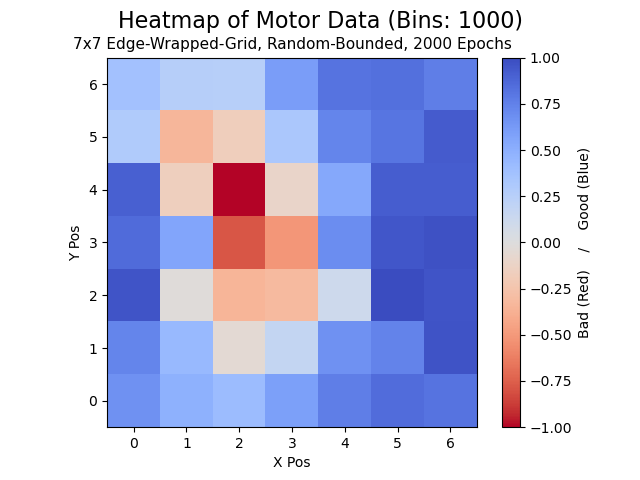 Heatmap of Motor Data (Bins: 1000)
7x7 Edge-Wrapped-Grid, Random-Bounded, 2000 Epochs
Y Pos
6
5
4
3
2
1
0
0 1 2 3 4 5 6
X Pos
1.00
0.75
0.50
0.25
0.00
−0.25
−0.50
−0.75
−1.00
Bad (Red) / Good (Blue)